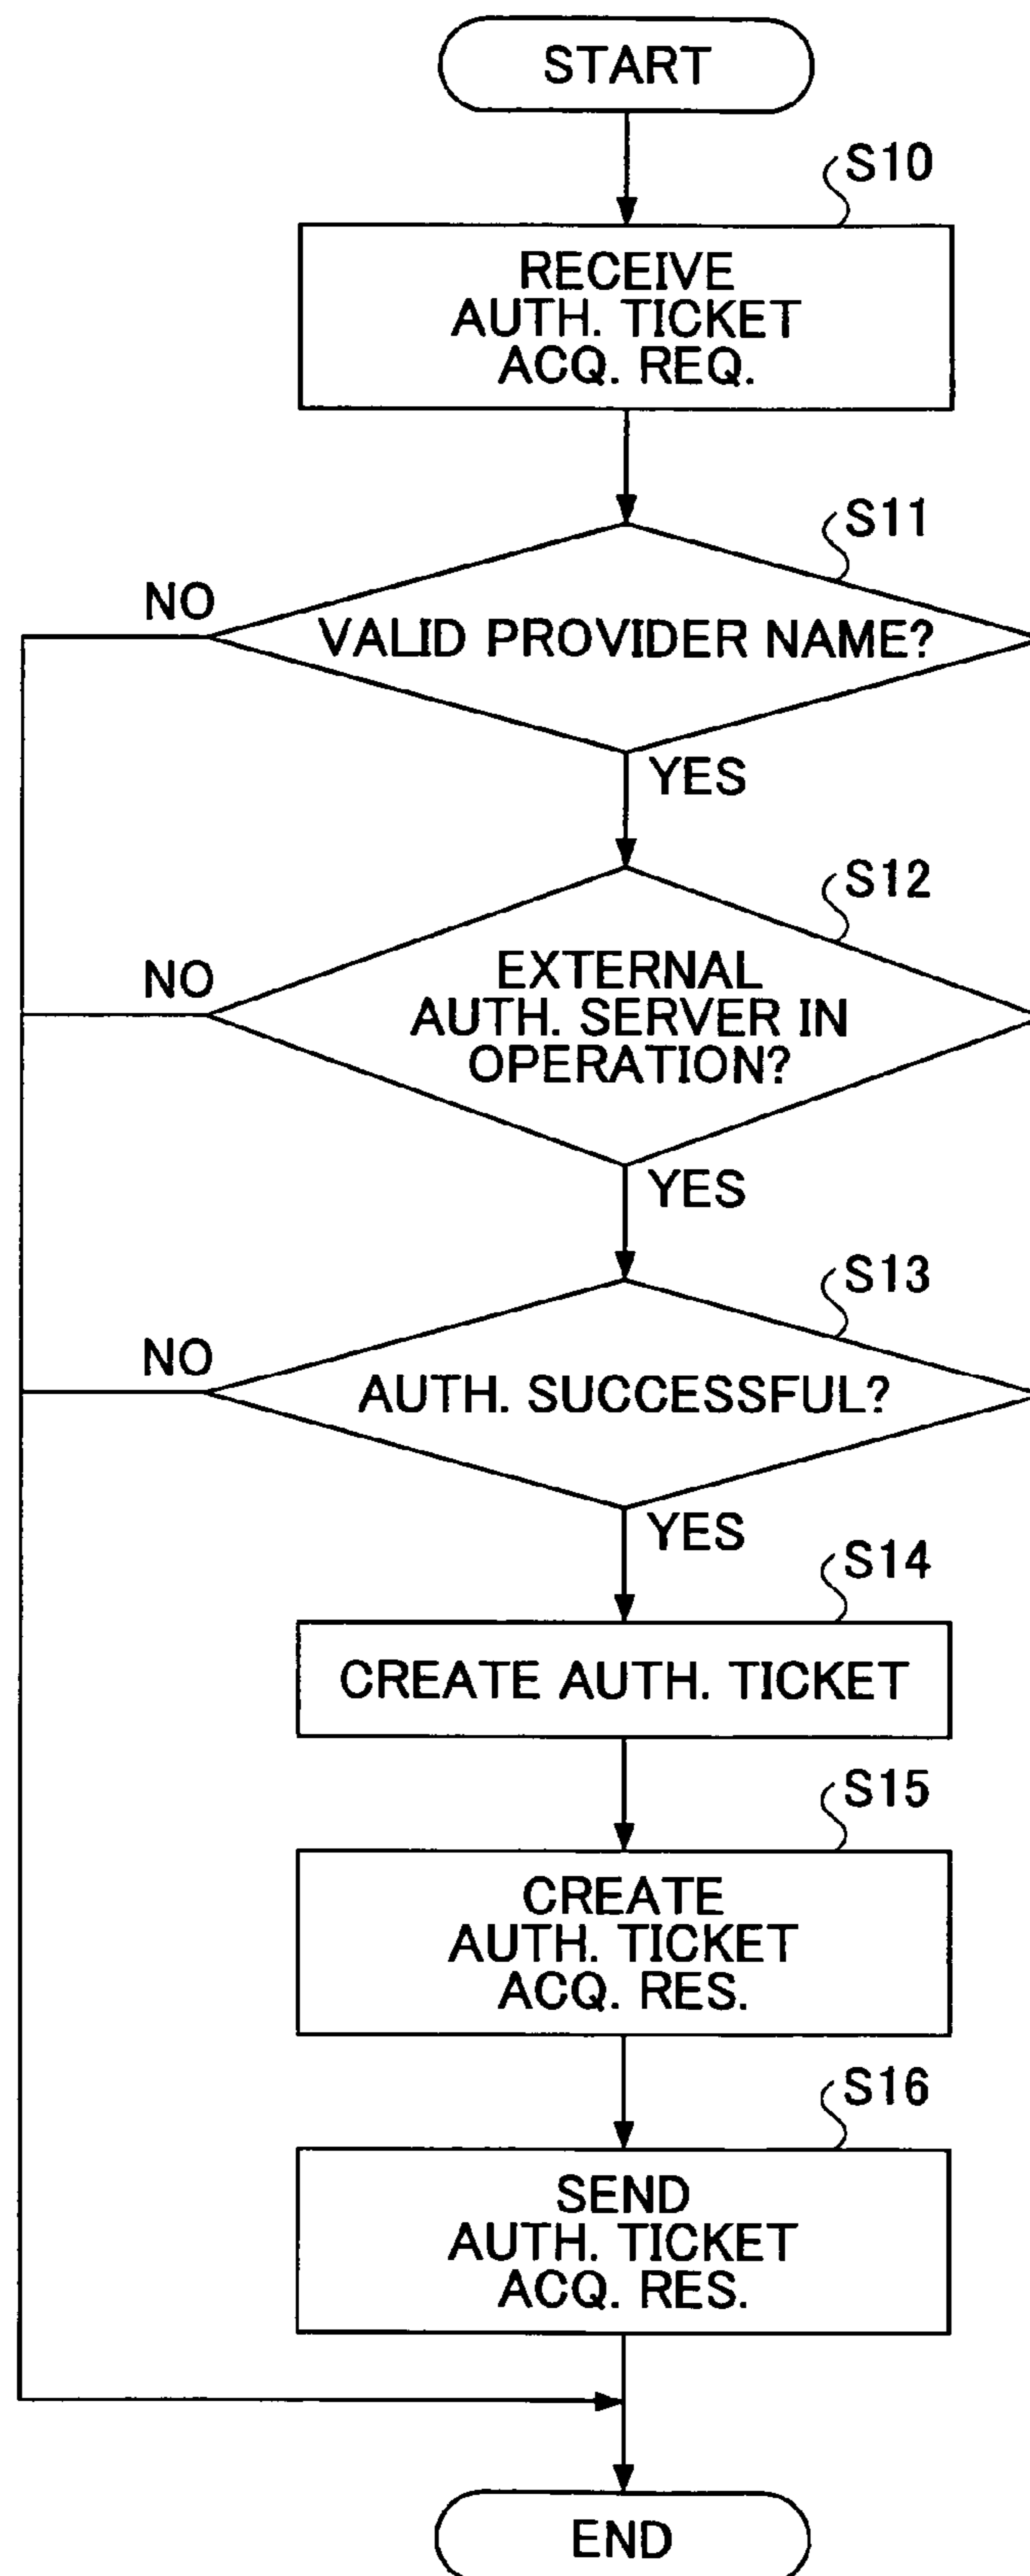 START
S10
RECEIVE
AUTH. TICKET
ACQ. REQ.
S11
NO
VALID PROVIDER NAME?
YES
S12
NO
EXTERNAL
AUTH. SERVER IN
OPERATION?
YES
S13
NO
AUTH. SUCCESSFUL?
YES
S14
CREATE AUTH. TICKET
S15
CREATE
AUTH. TICKET
ACQ. RES.
S16
SEND
AUTH. TICKET
ACQ. RES.
END